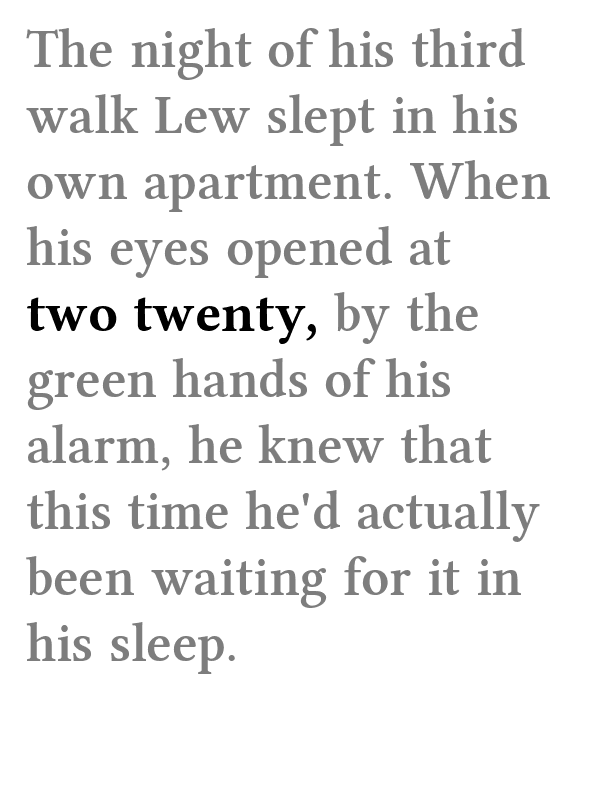 The night of his third
walk Lew slept in his
own apartment. When
his eyes opened at
two twenty, by the
green hands of his
alarm, he knew that
this time he'd actually
been waiting for it in
his sleep.